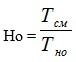 Но = Tсм / Tно